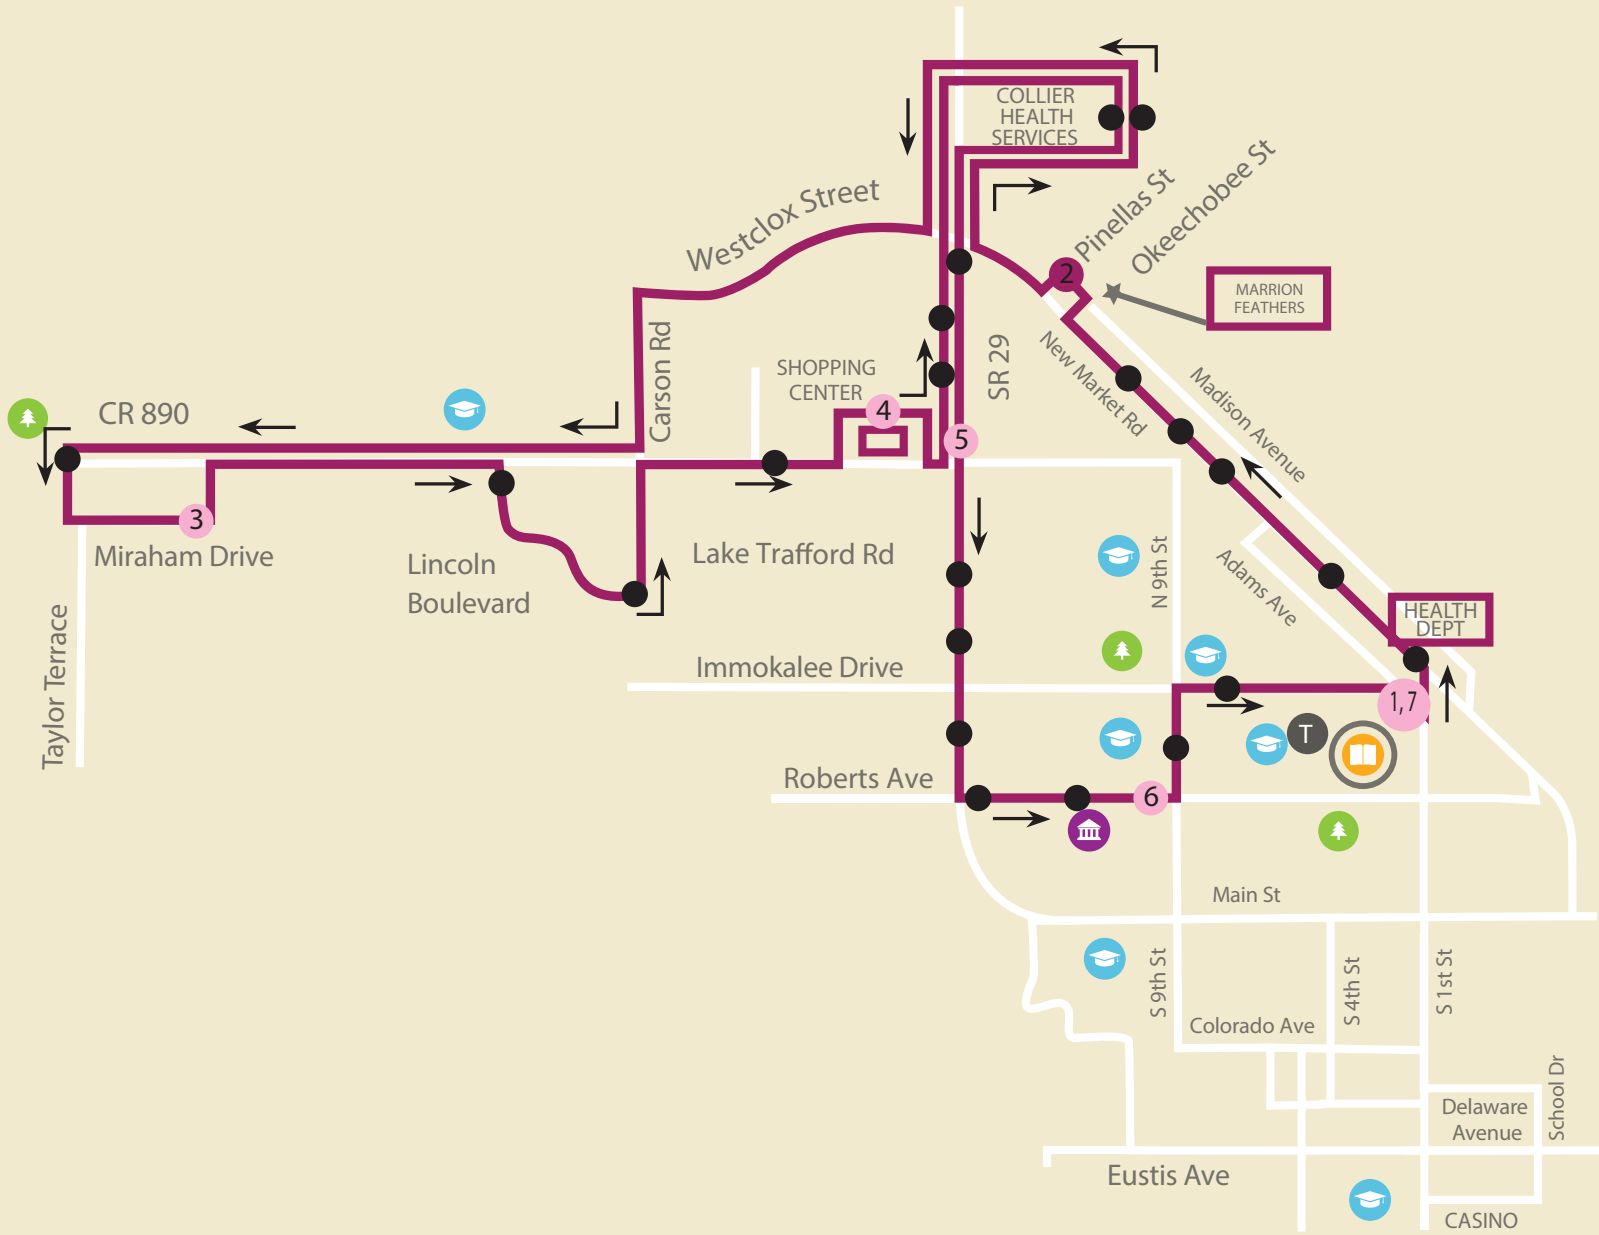 COLLIER
HEALTH
SERVICES
Westclox Street
Pinellas St
Okeechobee St
2
MARRION
FEATHERS
New Market Rd
Madison Avenue
SR 29
SHOPPING
CENTER
Carson Rd
CR 890
4
5
3
Miraham Drive
Lincoln
Boulevard
Lake Trafford Rd
N 9th St
Adams Ave
HEALTH
DEPT
Taylor Terrace
Immokalee Drive
1,7
T
Roberts Ave
6
Main St
S 9th St
S 4th St
S 1st St
Colorado Ave
School Dr
Delaware
Avenue
Eustis Ave
CASINO